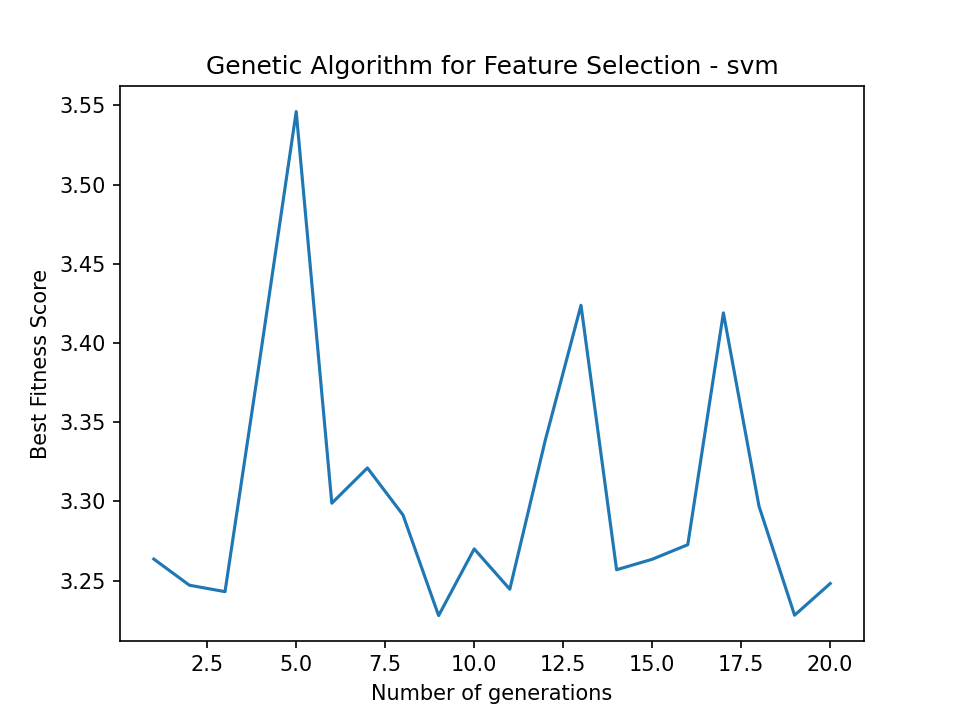 Genetic Algorithm for Feature Selection - svm
3.55
3.50
3.45
3.40
3.35
3.30
3.25
Best Fitness Score
2.5 5.0 7.5 10.0 12.5 15.0 17.5 20.0
Number of generations